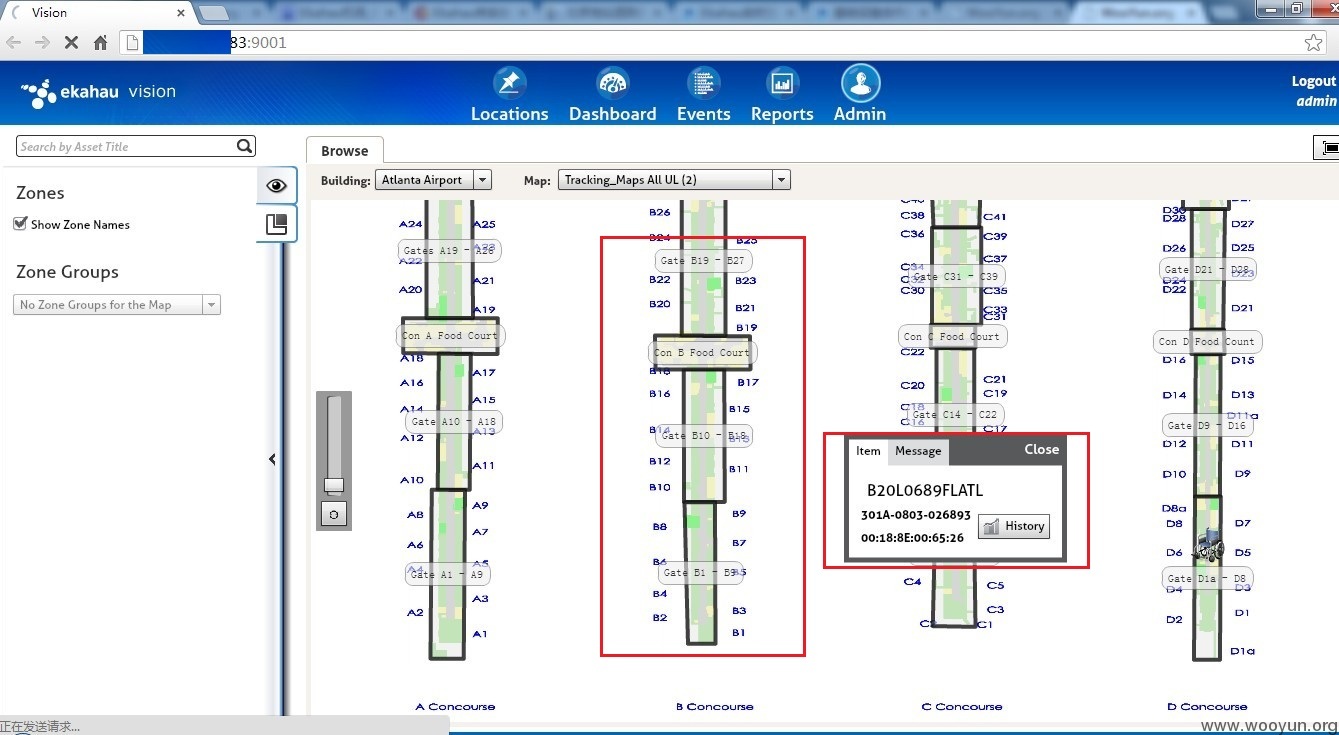 Vision
83:9001
ekahau vision
Locations
Dashboard
Events
Reports
Admin
Logout
admin
Search by Asset Title
Browse
Building: Atlanta Airport
Map: Tracking_Maps All UL (2)
Zones
Show Zone Names
Zone Groups
No Zone Groups for the Map
A24
A25
Gates A19 - A26
A22
A21
A20
A19
Con A Food Court
A18
A17
A16
A15
A14
Gate A10 - A18
A13
A12
A11
A10
A9
A8
A7
A6
A5
Gate A1 - A9
A3
A2
A1
A Concourse
B26
B24
B25
Gate B19 - B27
B22
B23
B20
B21
B19
Con B Food Court
B17
B16
B15
B14
Gate B10 - B18
B12
B11
B10
B9
B8
B7
B6
Gate B1 - B9
B5
B4
B3
B2
B1
B Concourse
C38
C41
C36
C39
C37
C34
Gate C31 - C39
C30
C35
C33
C31
Con C Food Court
C22
C21
C20
C19
C18
Gate C14 - C22
C16
C17
Item
Message
Close
B20L0689FLATL
301A-0803-026893
00:18:8E:00:65:26
History
C4
C5
C3
C1
C Concourse
D28
D27
D26
D25
Gate D21 - D28
D24
D23
D22
D21
Con D Food Count
D16
D15
D14
D13
D11a
Gate D9 - D16
D12
D11
D10
D9
D8a
D8
D7
D6
D5
Gate D1a - D8
D4
D3
D2
D1
D1a
D Concourse
正在发送请求...
www.wooyun.org